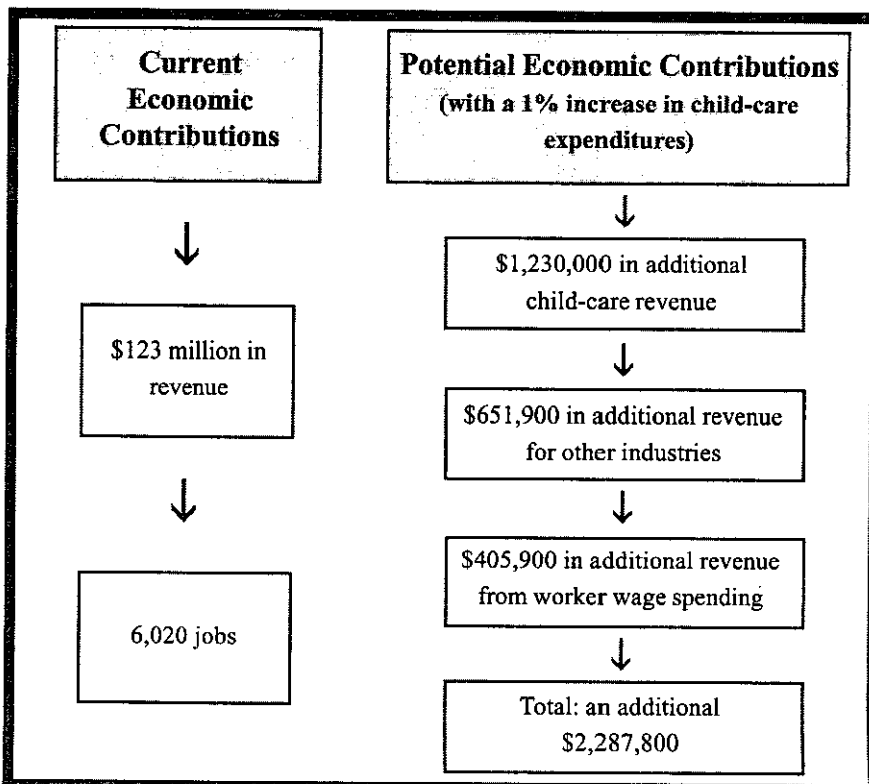 Current
Economic
Contributions
$123 million in
revenue
6,020 jobs
Potential Economic Contributions
(with a 1% increase in child-care
expenditures)
$1,230,000 in additional
child-care revenue
$651,900 in additional revenue
for other industries
$405,900 in additional revenue
from worker wage spending
Total: an additional
$2,287,800